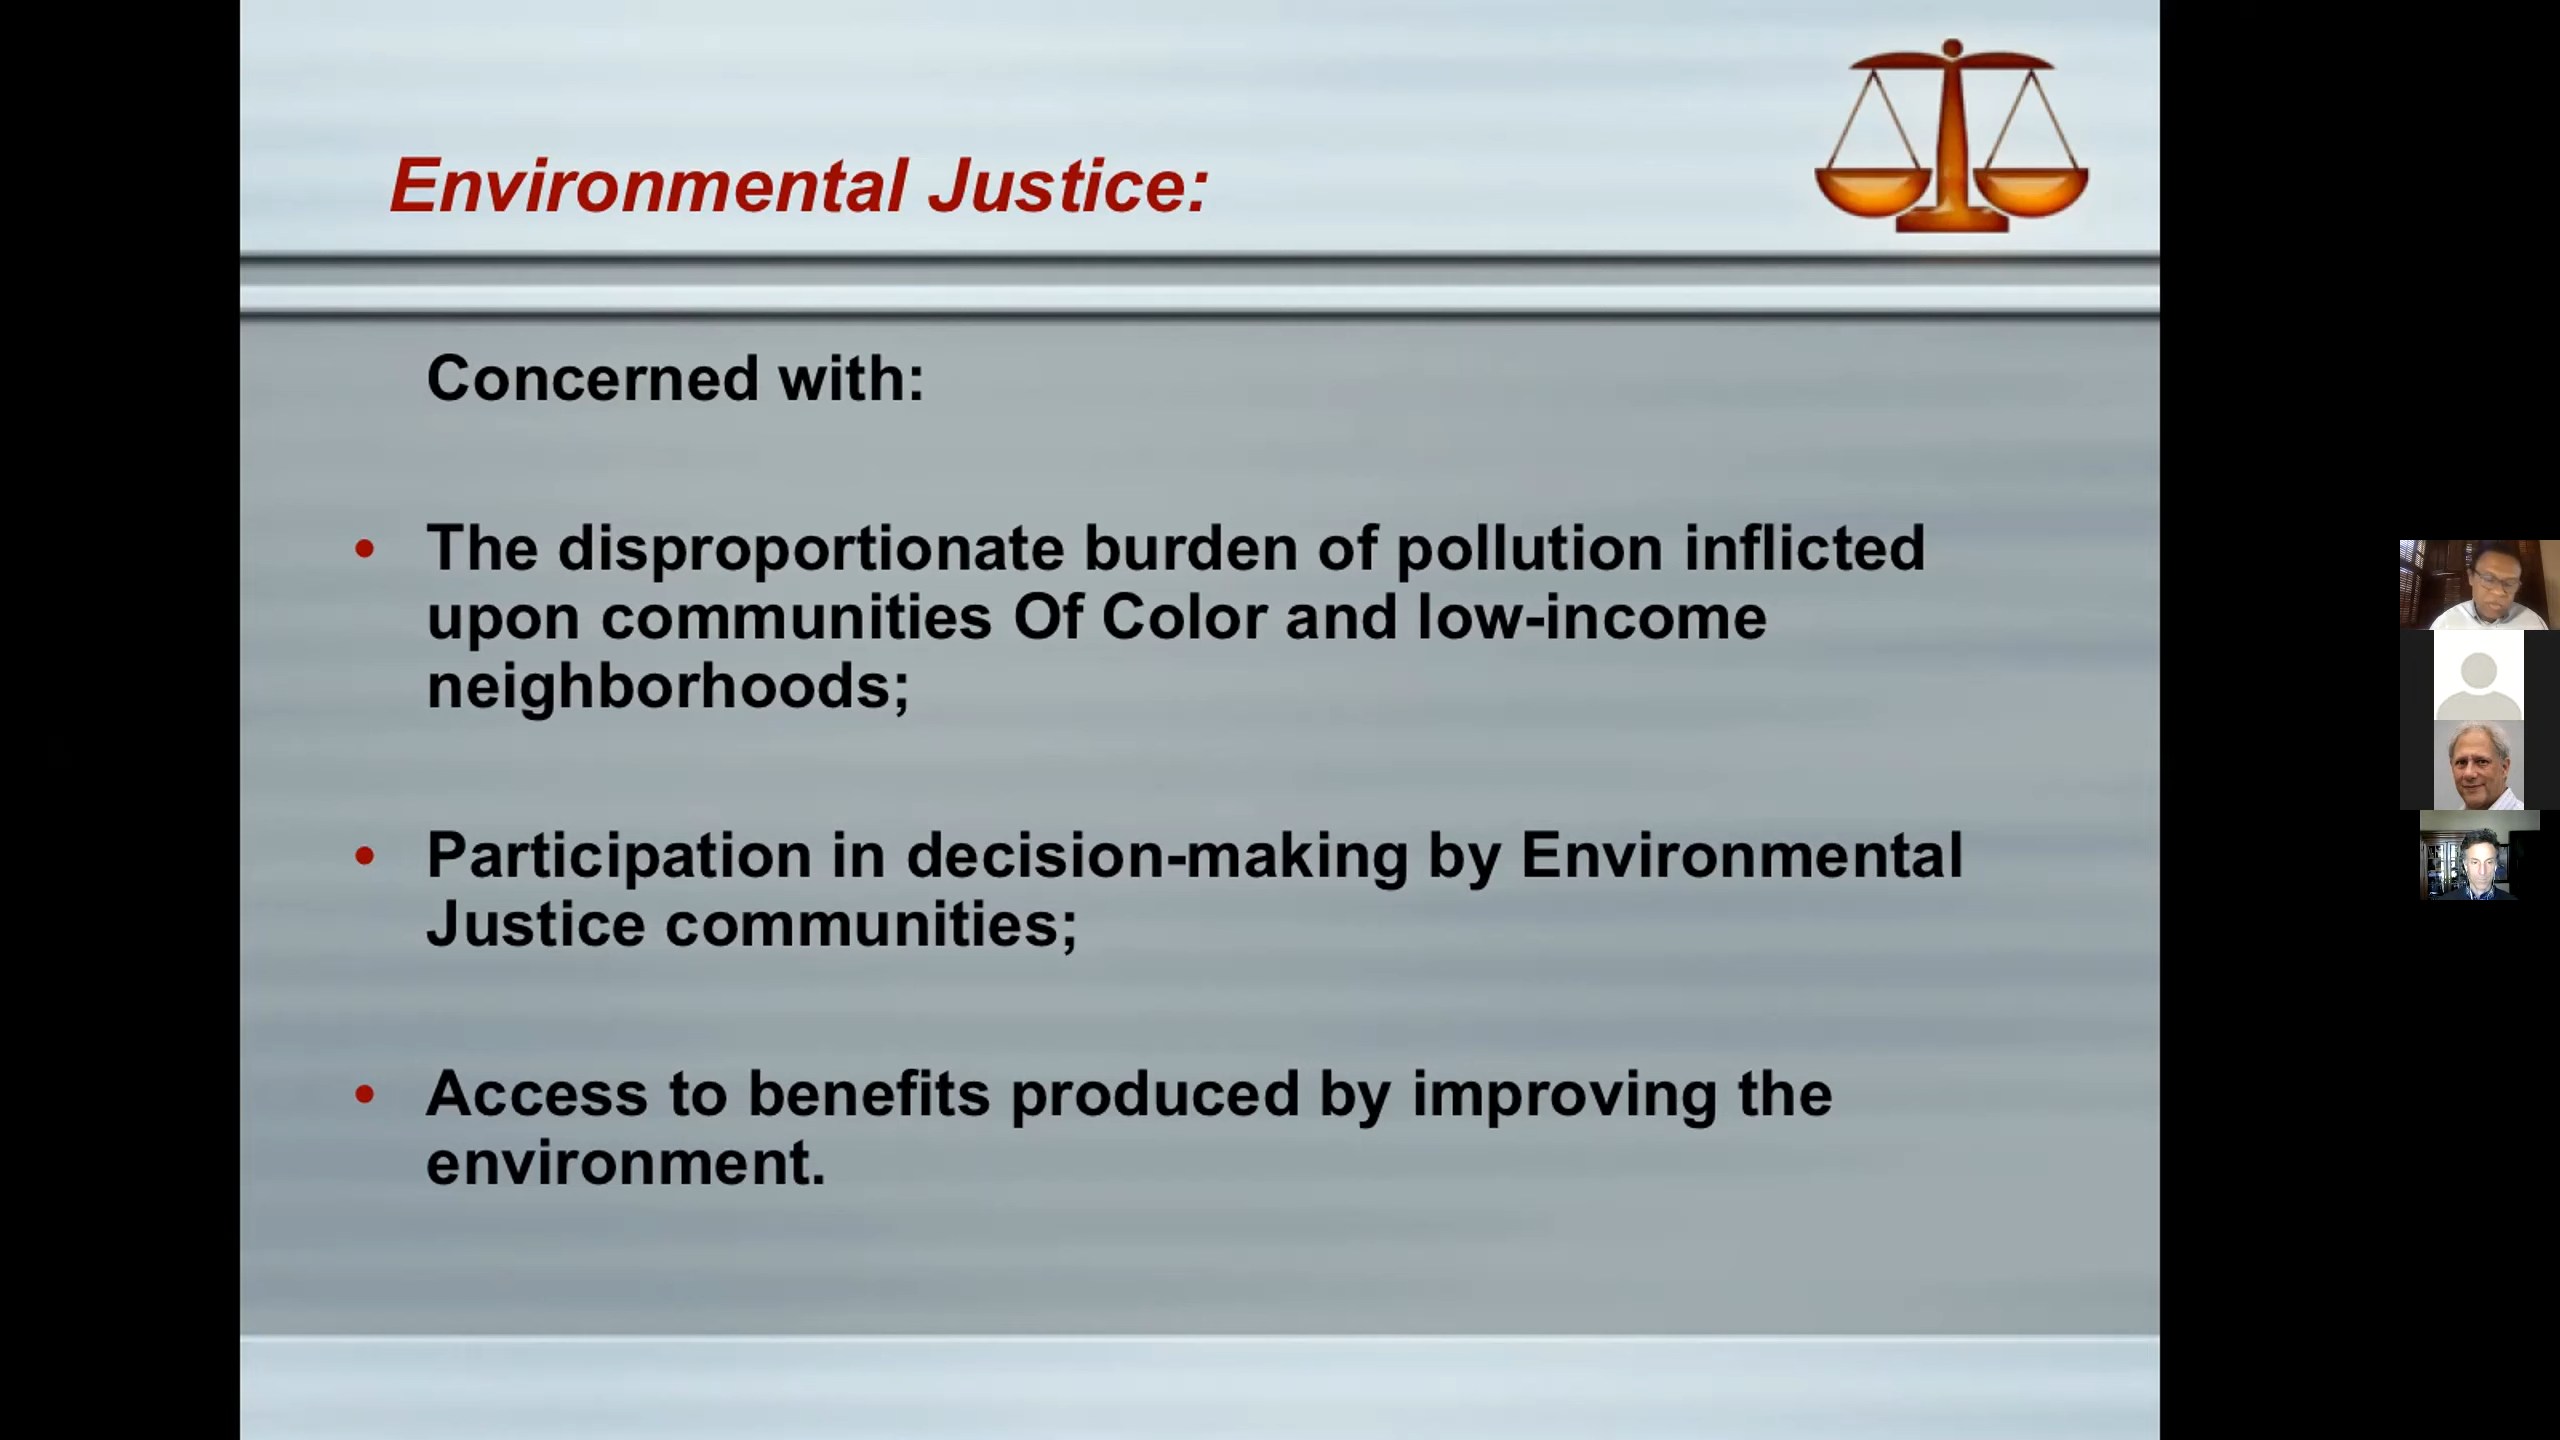 Environmental Justice:
Concerned with:
• The disproportionate burden of pollution inflicted
upon communities Of Color and low-income
neighborhoods;
• Participation in decision-making by Environmental
Justice communities;
• Access to benefits produced by improving the
environment.